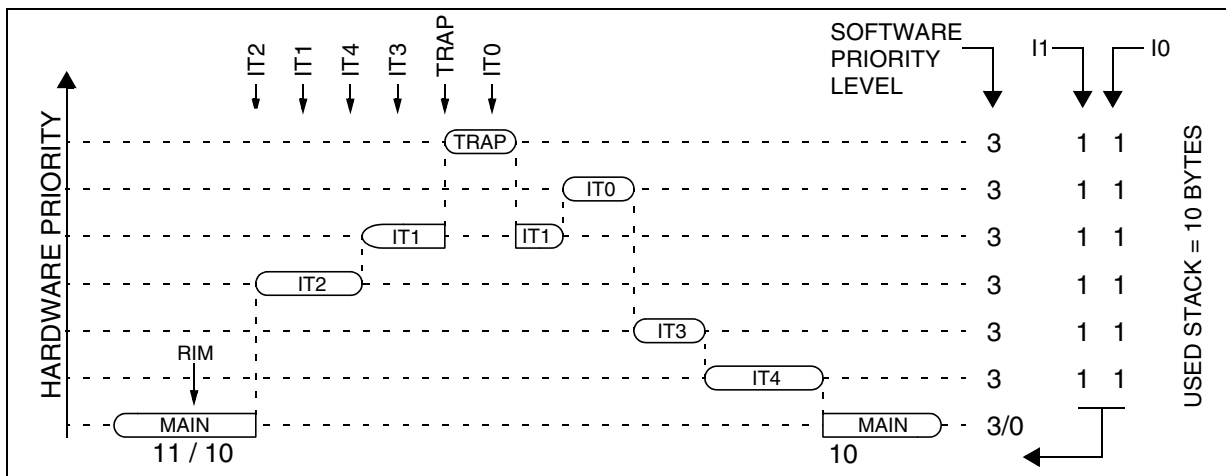 IT2
IT1
IT4
IT3
TRAP
IT0
SOFTWARE
PRIORITY
LEVEL
I1
I0
HARDWARE PRIORITY
TRAP
3
1 1
IT0
3
1 1
IT1
IT1
3
1 1
IT2
3
1 1
IT3
3
1 1
RIM
IT4
3
1 1
MAIN
MAIN
3/0
11 / 10
10
USED STACK = 10 BYTES